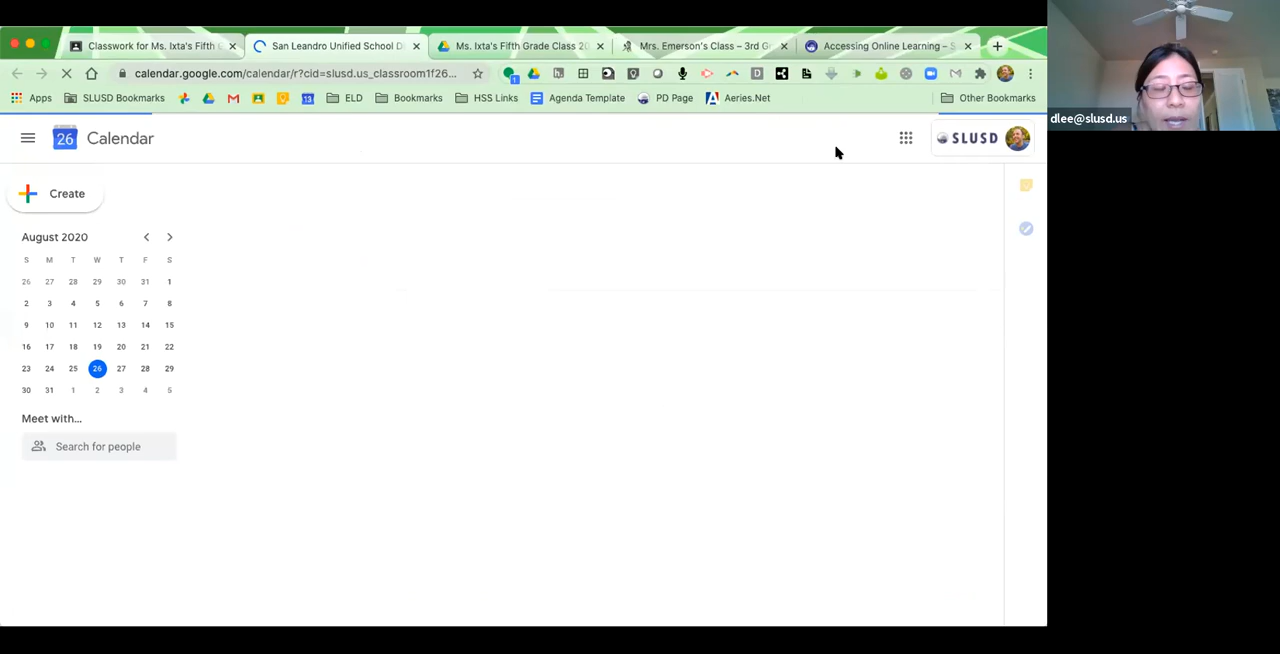 Classwork for Ms. Ixta's Fifth G
San Leandro Unified School D
Ms. Ixta's Fifth Grade Class 20
Mrs. Emerson's Class – 3rd G
Accessing Online Learning – S
calendar.google.com/calendar/r?cid=slusd.us_classroom1f26...
Apps SLUSD Bookmarks 13 ELD Bookmarks HSS Links Agenda Template PD Page Aeries.Net Other Bookmarks
dlee@slusd.us
26 Calendar SLUSD
Create
August 2020
S M T W T F S
26 27 28 29 30 31 1
2 3 4 5 6 7 8
9 10 11 12 13 14 15
16 17 18 19 20 21 22
23 24 25 26 27 28 29
30 31 1 2 3 4 5
Meet with...
Search for people